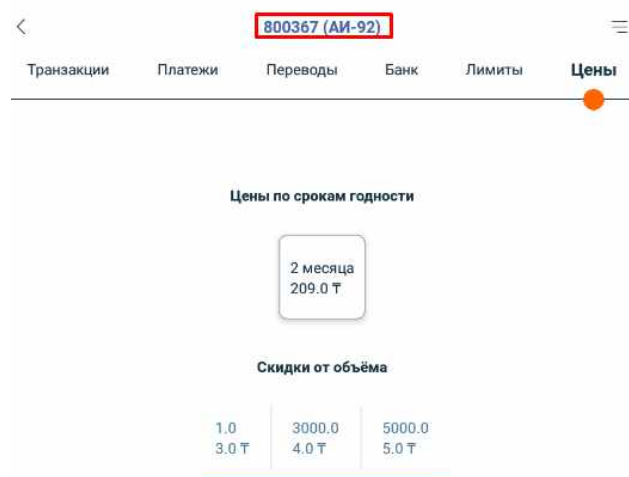 800367 (АИ-92)
Транзакции Платежи Переводы Банк Лимиты Цены
Цены по срокам годности
2 месяца
209.0 ₸
Скидки от объёма
1.0 3000.0 5000.0
3.0 ₸ 4.0 ₸ 5.0 ₸